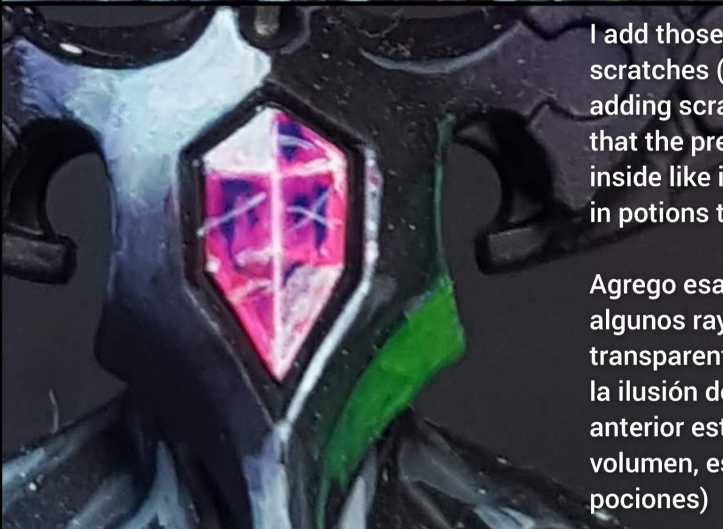 I add those
scratches (
adding scra
that the pre
inside like i
in potions t
Agrego esa
algunos ray
transparent
la ilusión de
anterior est
volumen, es
pociones)